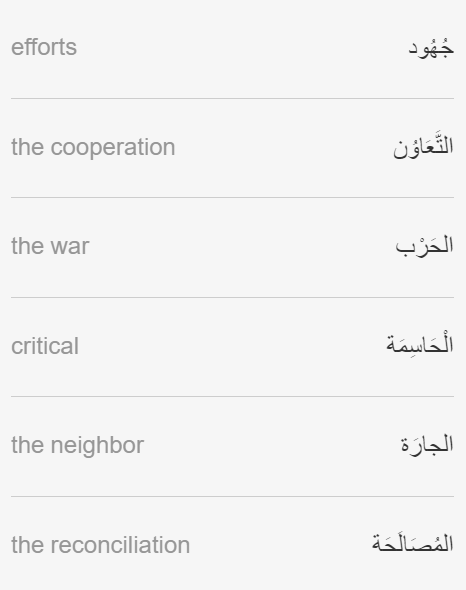 efforts جُهُود
the cooperation التَّعَاوُن
the war الحَرْب
critical الْحَاسِمَة
the neighbor الجارَة
the reconciliation المُصَالَحَة